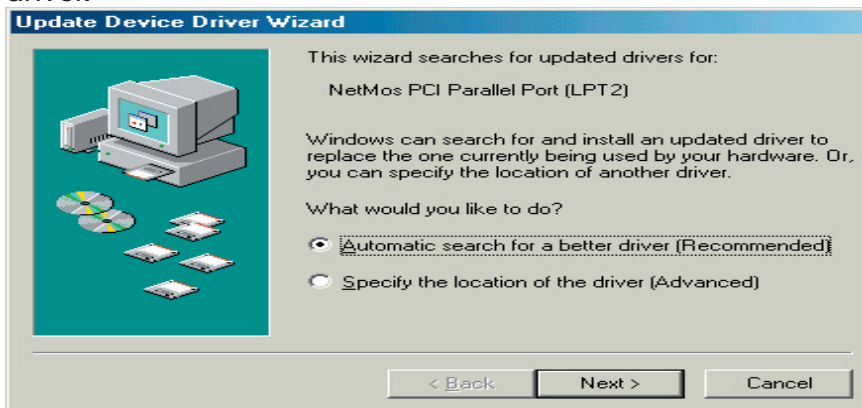 Update Device Driver Wizard
This wizard searches for updated drivers for:
NetMos PCI Parallel Port (LPT2)
Windows can search for and install an updated driver to
replace the one currently being used by your hardware. Or,
you can specify the location of another driver.
What would you like to do?
Automatic search for a better driver (Recommended)
Specify the location of the driver (Advanced)
< Back
Next >
Cancel